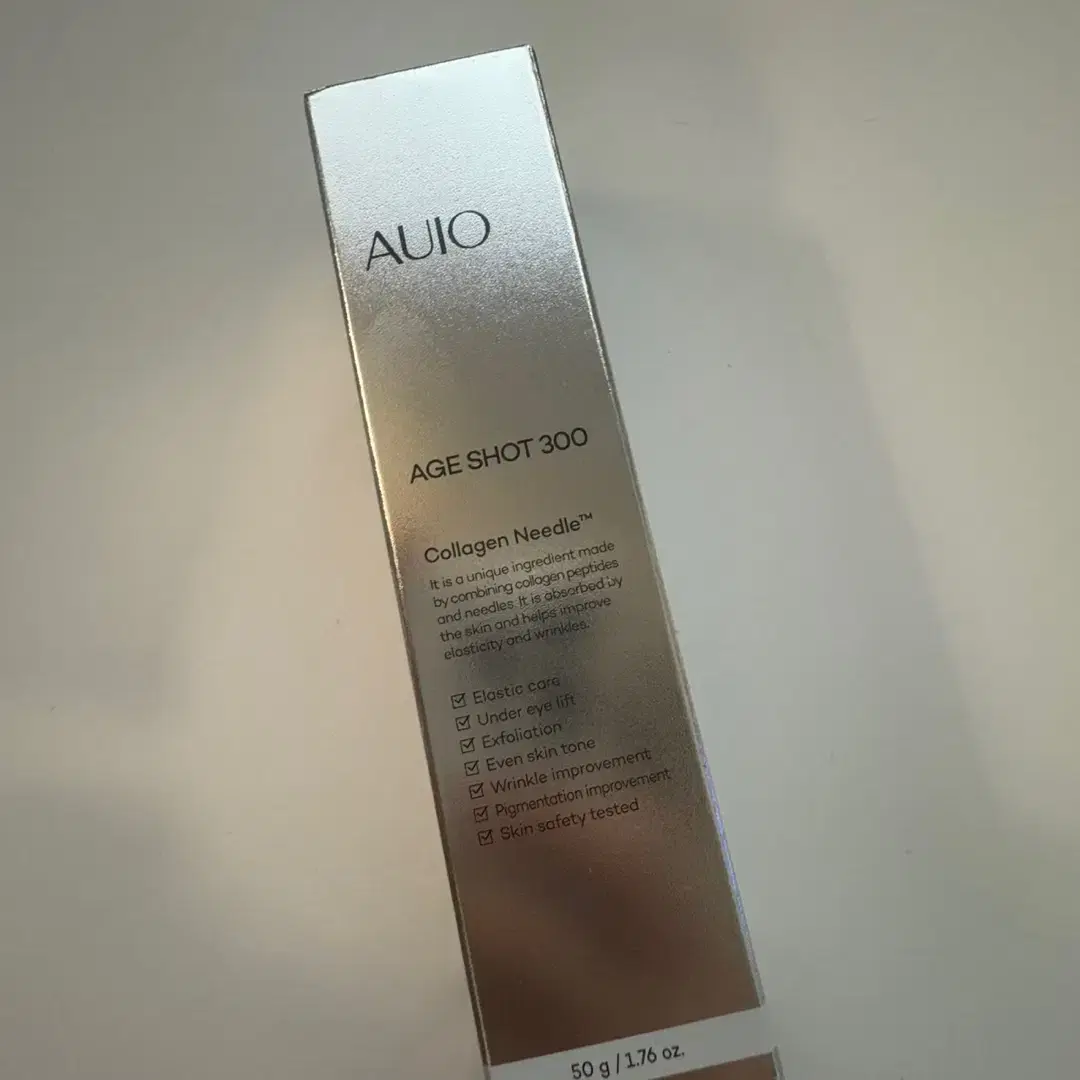 AUIO
AGE SHOT 300
Collagen Needle™
It is a unique ingredient made
by combining collagen peptides
and needles. It is absorbed by
the skin and helps improve
elasticity and wrinkles.
☑ Elastic care
☑ Under eye lift
☑ Exfoliation
☑ Even skin tone
☑ Wrinkle improvement
☑ Pigmentation improvement
☑ Skin safety tested
50 g / 1.76 oz.